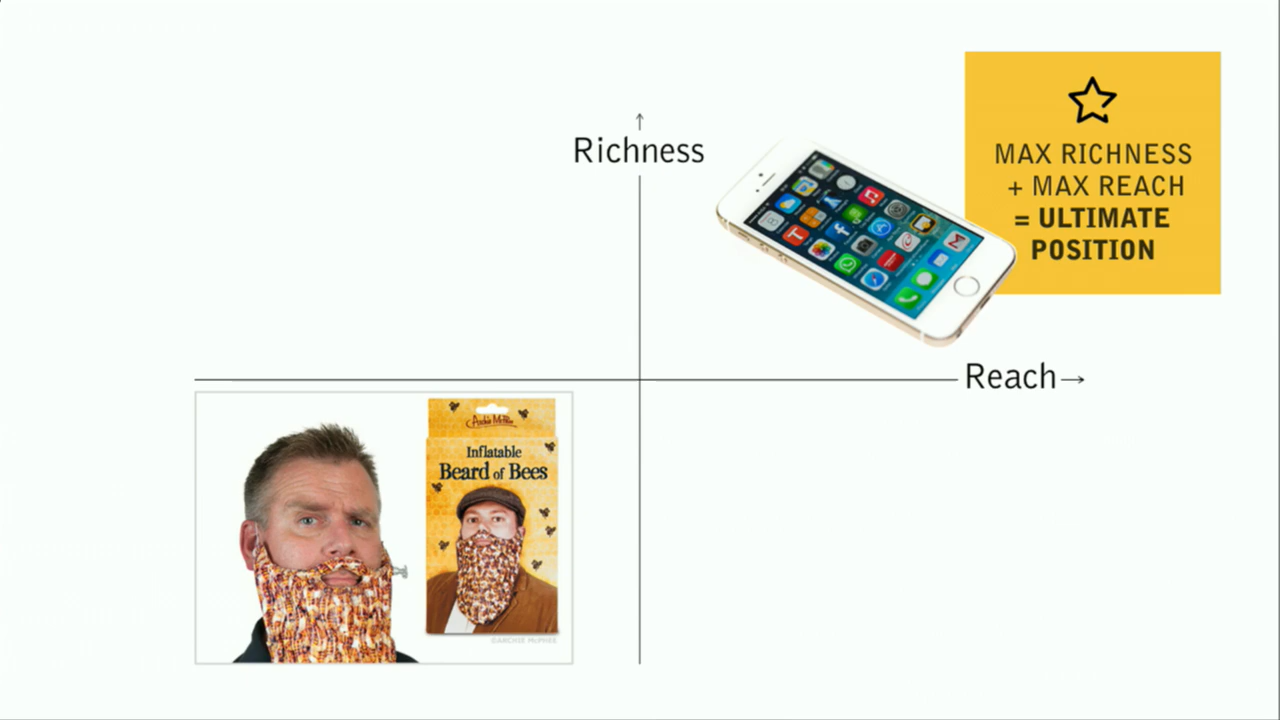 Richness
MAX RICHNESS
+ MAX REACH
= ULTIMATE
POSITION
Reach
Archie McPhee
Inflatable
Beard of Bees
©ARCHIE McPHEE